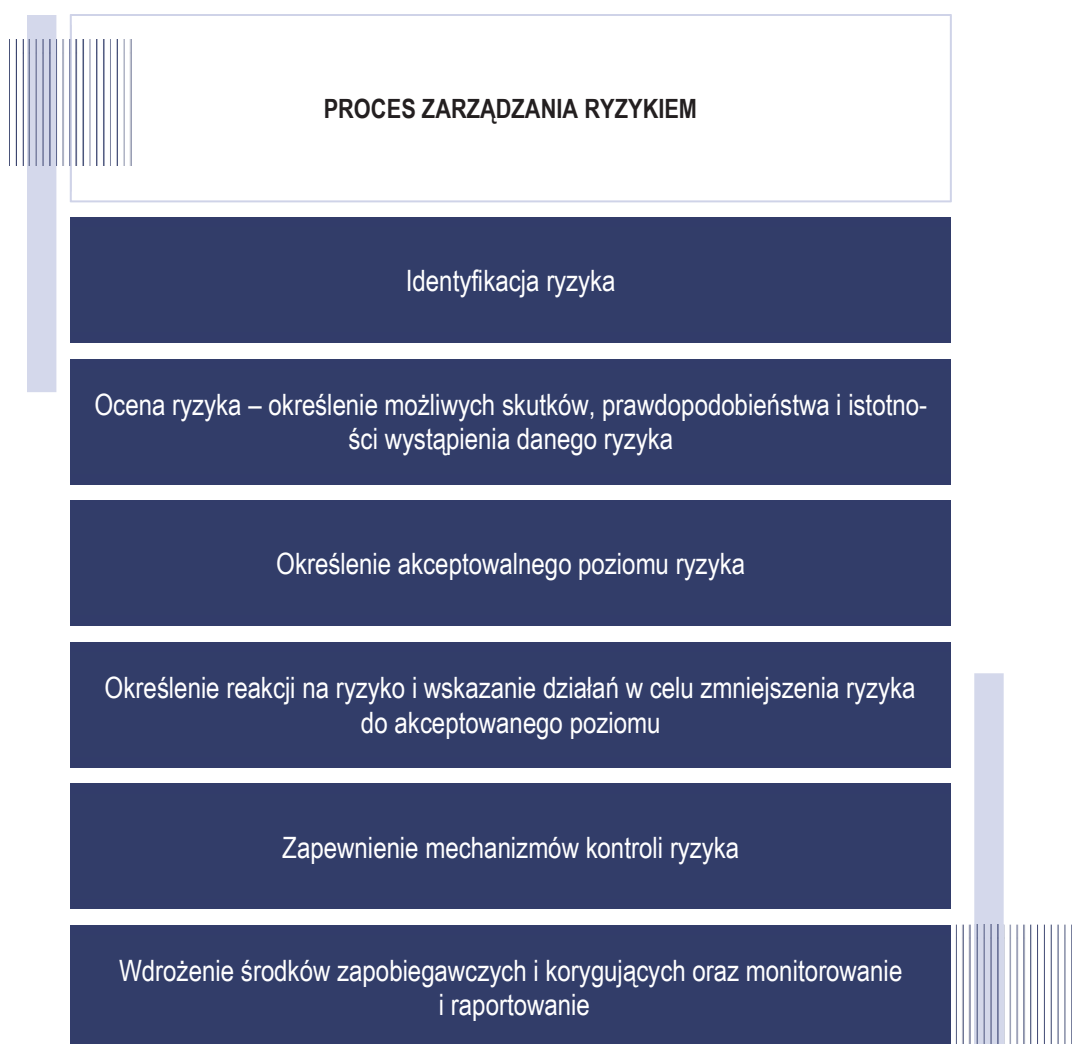 PROCES ZARZĄDZANIA RYZYKIEM
Identyfikacja ryzyka
Ocena ryzyka – określenie możliwych skutków, prawdopodobieństwa i istotno-
ści wystąpienia danego ryzyka
Określenie akceptowalnego poziomu ryzyka
Określenie reakcji na ryzyko i wskazanie działań w celu zmniejszenia ryzyka
do akceptowanego poziomu
Zapewnienie mechanizmów kontroli ryzyka
Wdrożenie środków zapobiegawczych i korygujących oraz monitorowanie
i raportowanie